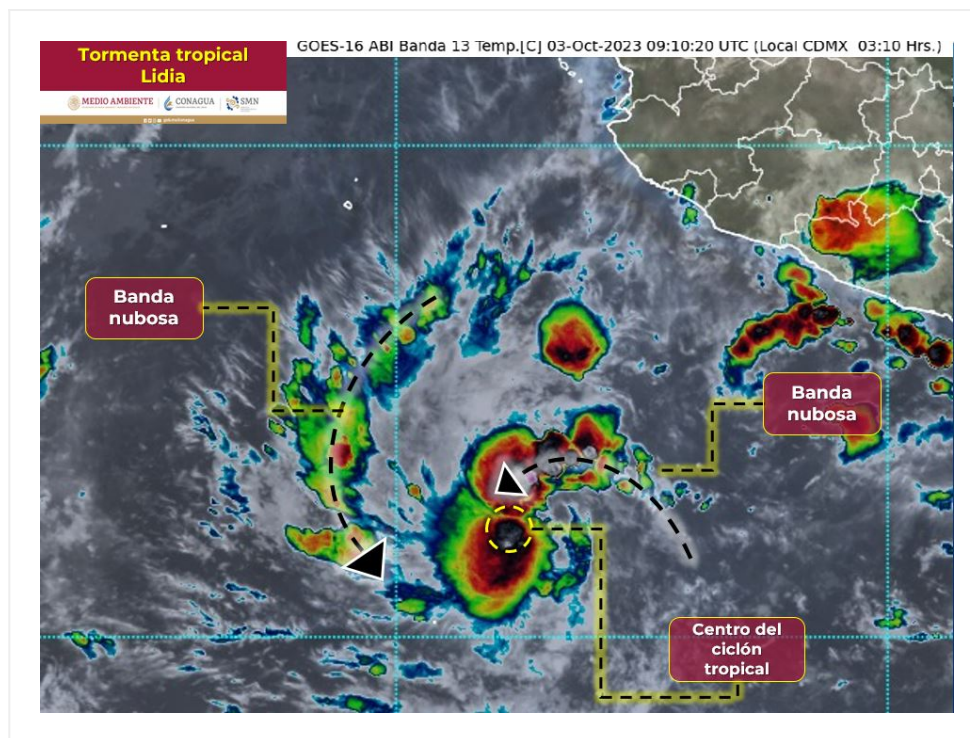 Tormenta tropical
Lidia
GOES-16 ABI Banda 13 Temp.[C] 03-Oct-2023 09:10:20 UTC (Local CDMX 03:10 Hrs.)
MEDIO AMBIENTE
CONAGUA
SMN
Banda
nubosa
Banda
nubosa
Centro del
ciclón
tropical